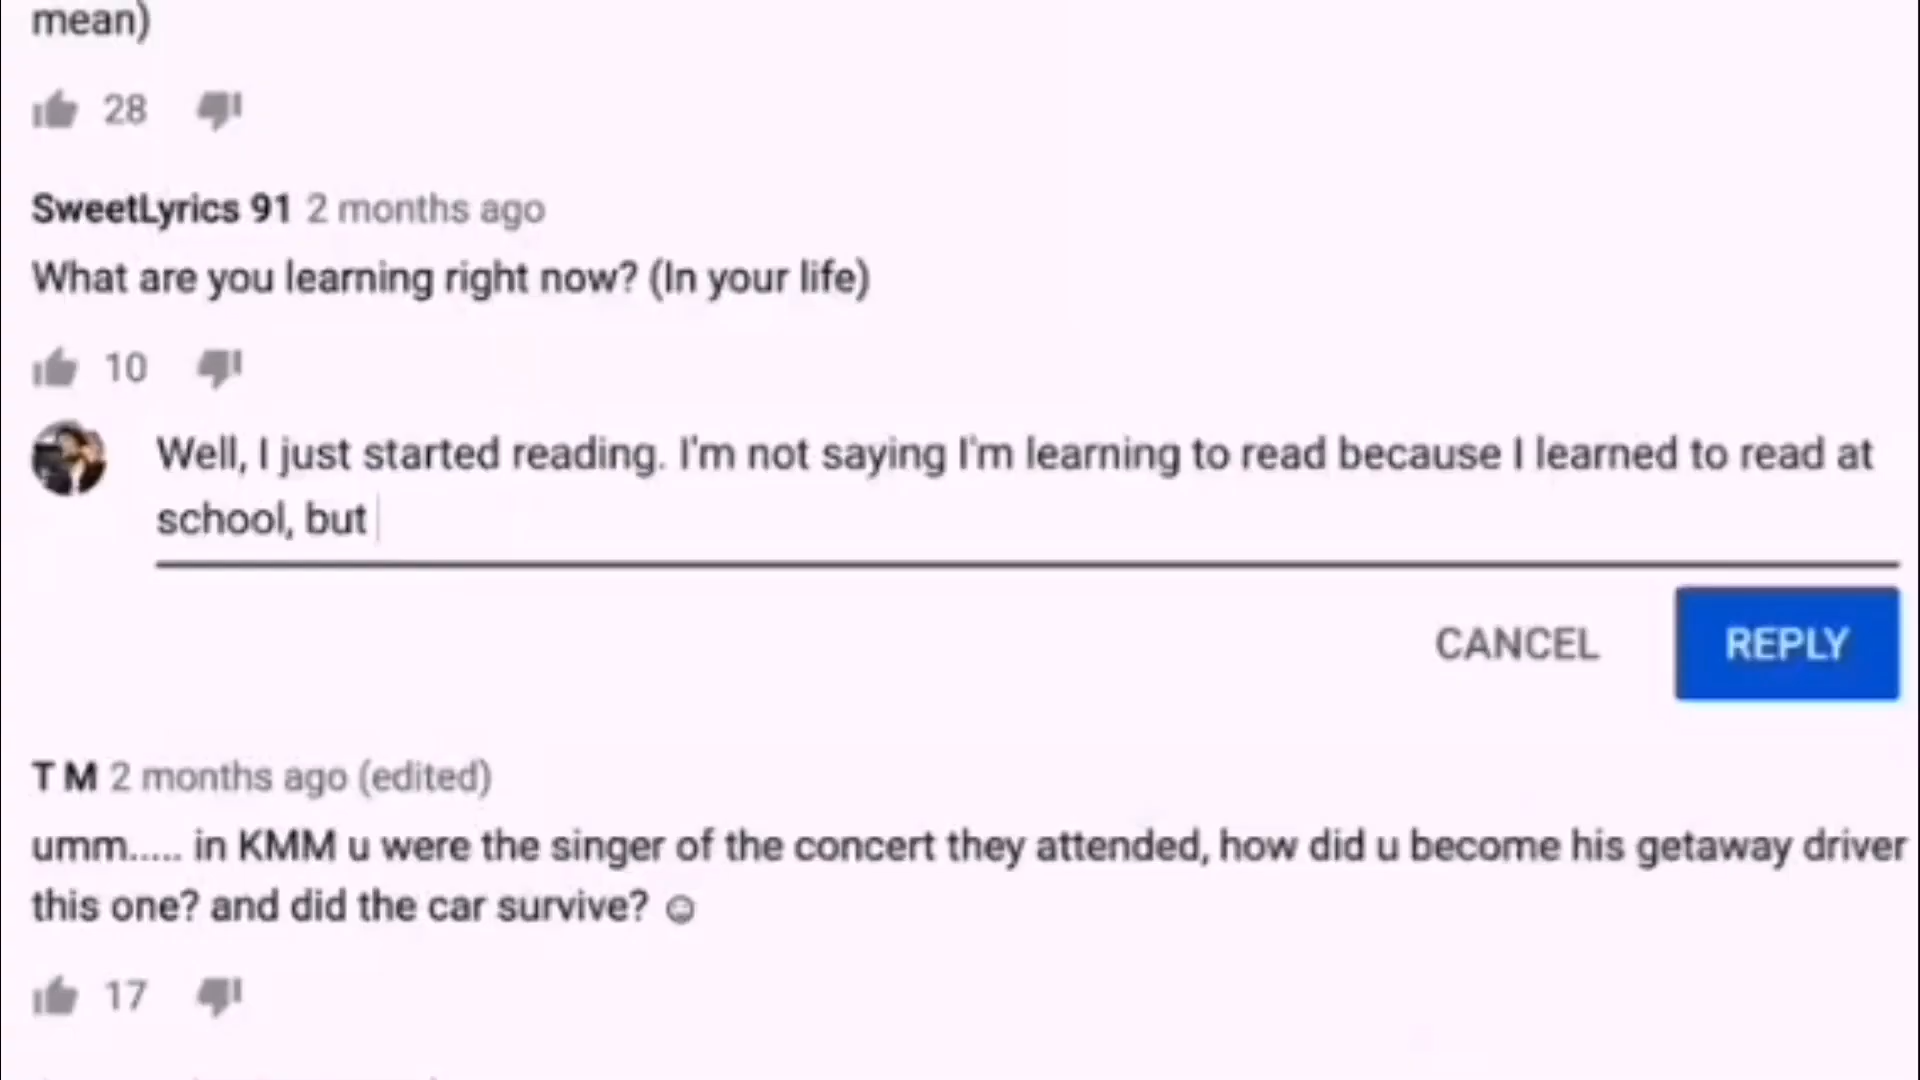 mean)
28
SweetLyrics 91 2 months ago
What are you learning right now? (In your life)
10
Well, I just started reading. I'm not saying I'm learning to read because I learned to read at
school, but
CANCEL
REPLY
T M 2 months ago (edited)
umm..... in KMM u were the singer of the concert they attended, how did u become his getaway driver
this one? and did the car survive? ☺
17